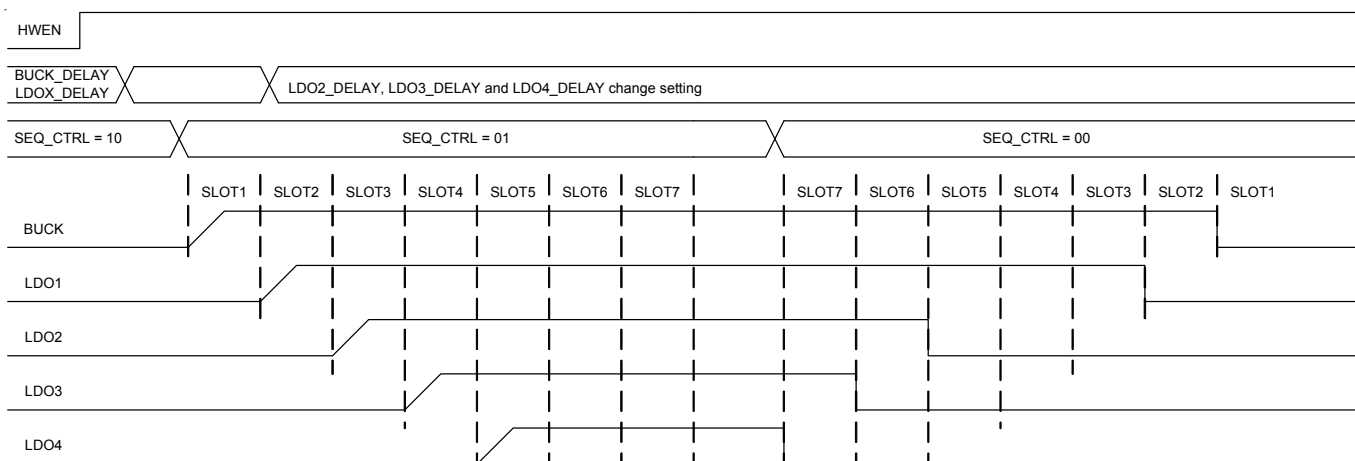 HWEN
BUCK_DELAY
LDOX_DELAY
LDO2_DELAY, LDO3_DELAY and LDO4_DELAY change setting
SEQ_CTRL = 10
SEQ_CTRL = 01
SEQ_CTRL = 00
SLOT1 SLOT2 SLOT3 SLOT4 SLOT5 SLOT6 SLOT7 SLOT7 SLOT6 SLOT5 SLOT4 SLOT3 SLOT2 SLOT1
BUCK
LDO1
LDO2
LDO3
LDO4